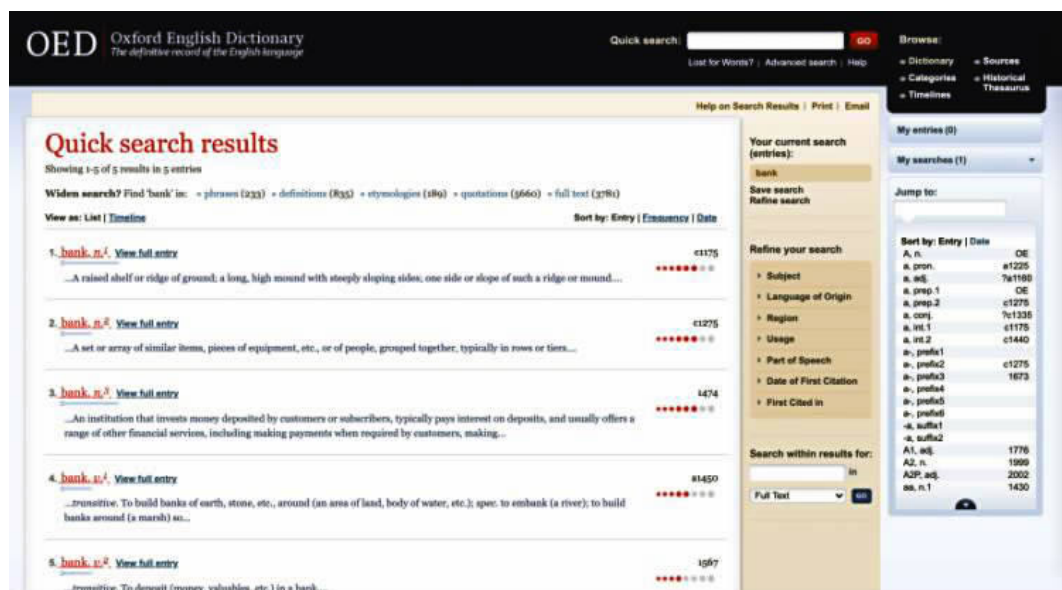 OED Oxford English Dictionary
The definitive record of the English language
Quick search: GO
Lost for Words? | Advanced search | Help
Browse:
» Dictionary » Sources
» Categories » Historical Thesaurus
» Timelines
Help on Search Results | Print | Email
Quick search results
Showing 1-5 of 5 results in 5 entries
Widen search? Find 'bank' in: » phrases (233) » definitions (835) » etymologies (189) » quotations (5660) » full text (3781)
View as: List | Timeline Sort by: Entry | Frequency | Date
1. bank, n.1. View full entry c1175
...A raised shelf or ridge of ground; a long, high mound with steeply sloping sides; one side or slope of such a ridge or mound....
2. bank, n.2. View full entry c1275
...A set or array of similar items, pieces of equipment, etc., or of people, grouped together, typically in rows or tiers....
3. bank, n.3. View full entry 1474
...An institution that invests money deposited by customers or subscribers, typically pays interest on deposits, and usually offers a
range of other financial services, including making payments when required by customers, making...
4. bank, v.1. View full entry a1450
...transitive. To build banks of earth, stone, etc., around (an area of land, body of water, etc.); spec. to embank (a river); to build
banks around (a marsh) so...
5. bank, v.2. View full entry 1567
...transitive. To deposit (money, valuables, etc.) in a bank....
Your current search
(entries):
bank
Save search
Refine search
Refine your search
Subject
Language of Origin
Region
Usage
Part of Speech
Date of First Citation
First Cited in
Search within results for:
in
Full Text GO
My entries (0)
My searches (1)
Jump to:
Sort by: Entry | Date
A, n. OE
a, pron. a1225
a, adj. ?a1160
a, prep.1 OE
a, prep.2 c1275
a, conj. ?c1335
a, int.1 c1175
a, int.2 c1440
a-, prefix1
a-, prefix2 c1275
a-, prefix3 1673
a-, prefix4
a-, prefix5
a-, prefix6
-a, suffix1
-a, suffix2
A1, adj. 1776
A2, n. 1999
A2P, adj. 2002
aa, n.1 1430